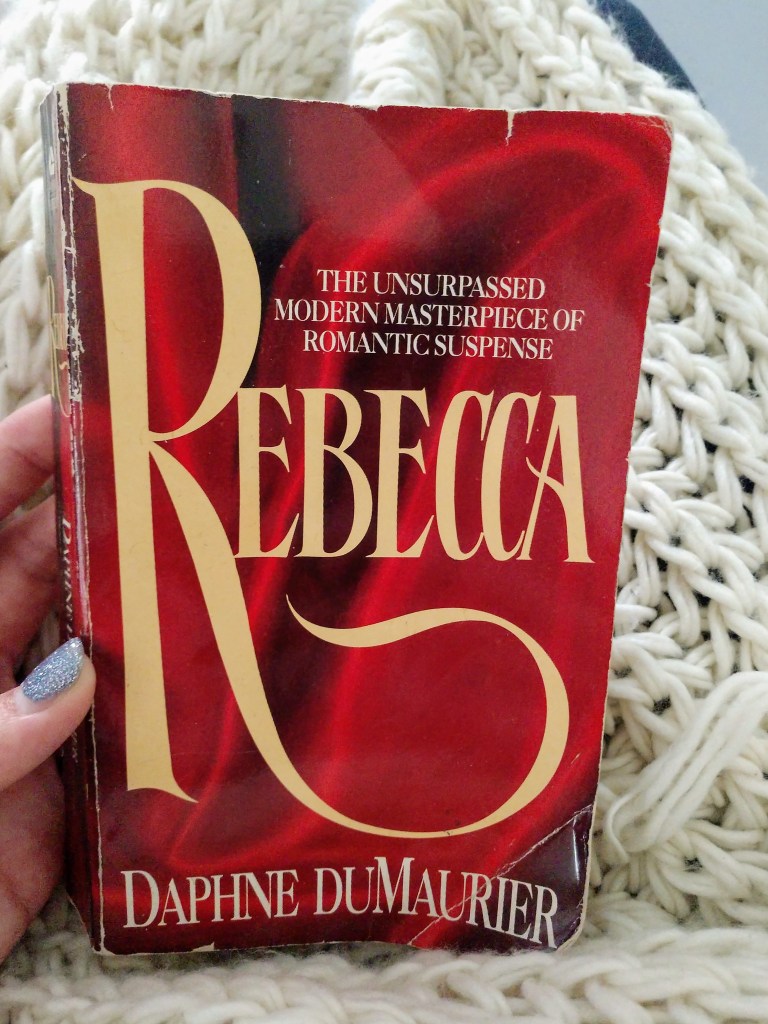 THE UNSURPASSED
MODERN MASTERPIECE OF
ROMANTIC SUSPENSE
REBECCA
DAPHNE DUMAURIER